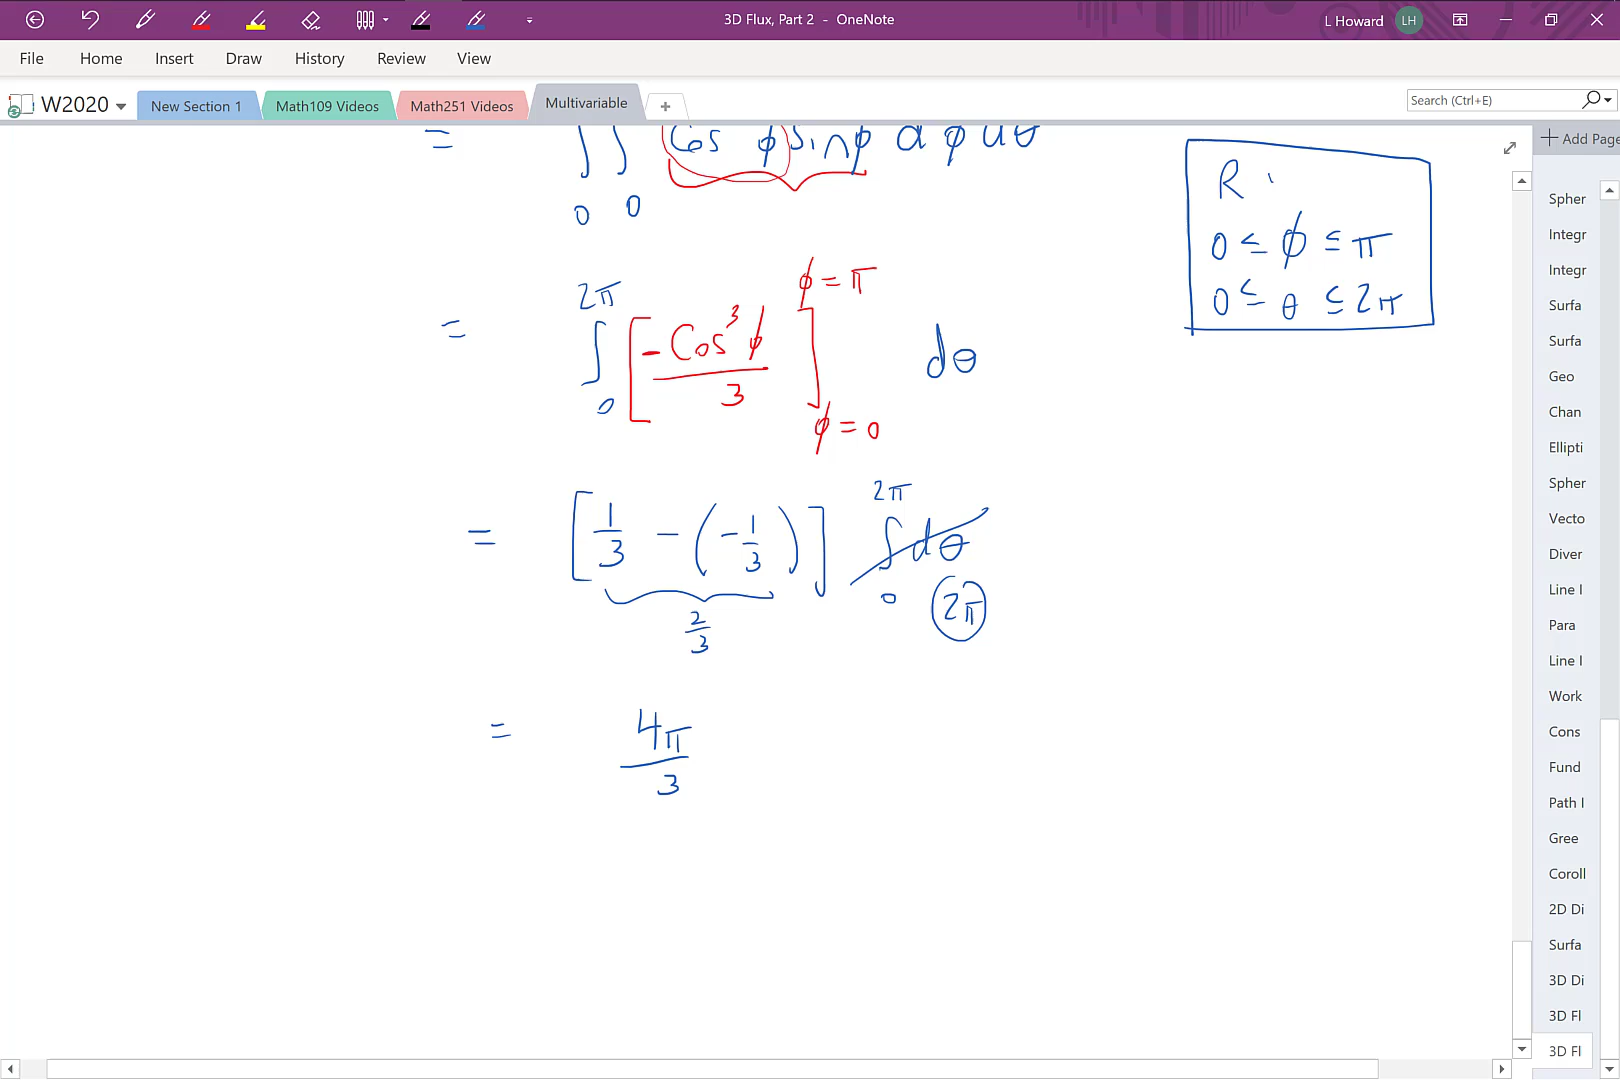 3D Flux, Part 2 - OneNote
L Howard LH
File Home Insert Draw History Review View
W2020 New Section 1 Math109 Videos Math251 Videos Multivariable
Search (Ctrl+E)
Add Page
= ∫ ∫ Cos ϕ sinϕ dϕ dθ
0 0
R
0 ≤ ϕ ≤ π
0 ≤ θ ≤ 2π
2π ϕ = π
= ∫ [ -Cos³ϕ / 3 ] dθ
0 ϕ = 0
2π
= [ 1/3 - ( -1/3 ) ] ∫ dθ
0
2/3 2π
= 4π/3
Spher
Integr
Integr
Surfa
Surfa
Geo
Chan
Ellipti
Spher
Vecto
Diver
Line I
Para
Line I
Work
Cons
Fund
Path I
Gree
Coroll
2D Di
Surfa
3D Di
3D Fl
3D Fl